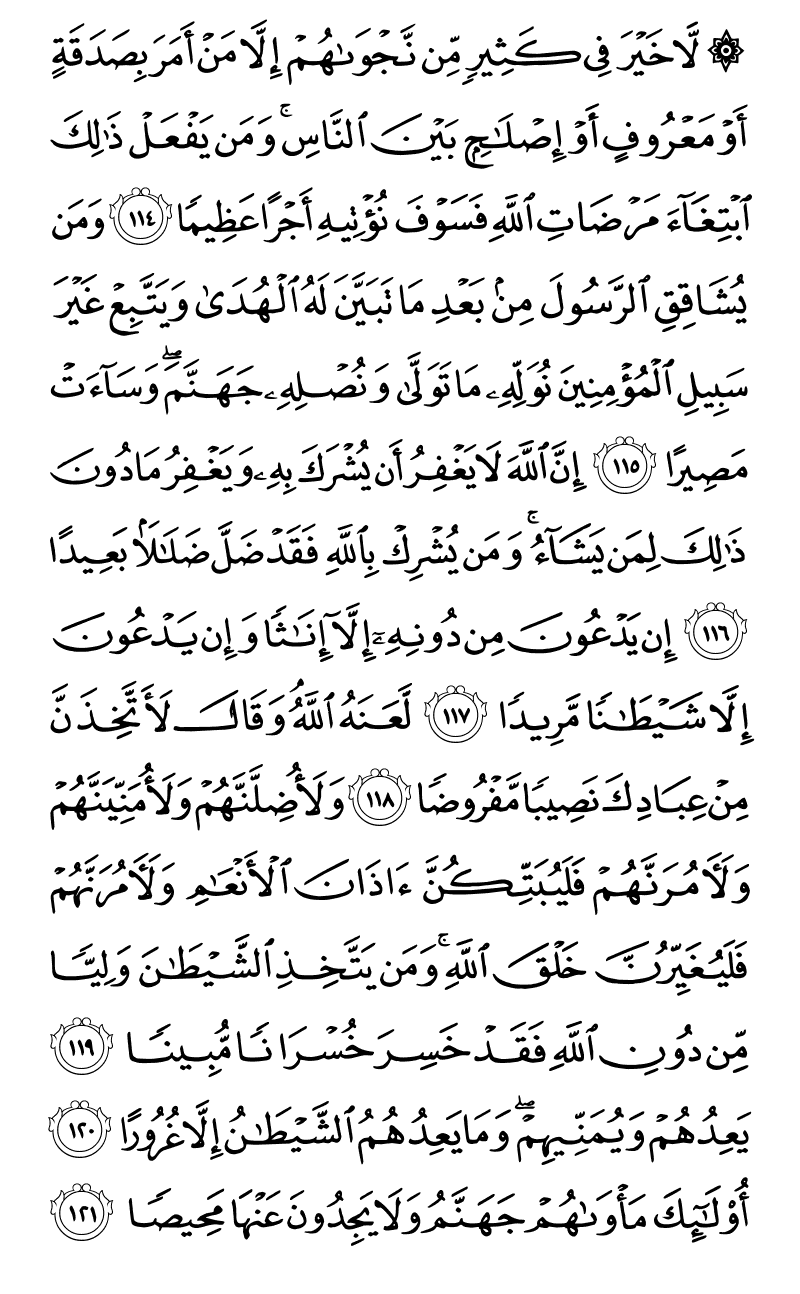 ۞ لَّا خَيْرَ فِي كَثِيرٍ مِّن نَّجْوَىٰهُمْ إِلَّا مَنْ أَمَرَ بِصَدَقَةٍ
أَوْ مَعْرُوفٍ أَوْ إِصْلَٰحٍۭ بَيْنَ ٱلنَّاسِۚ وَمَن يَفْعَلْ ذَٰلِكَ
ٱبْتِغَآءَ مَرْضَاتِ ٱللَّهِ فَسَوْفَ نُؤْتِيهِ أَجْرًا عَظِيمًا ١١٤ وَمَن
يُشَاقِقِ ٱلرَّسُولَ مِنۢ بَعْدِ مَا تَبَيَّنَ لَهُ ٱلْهُدَىٰ وَيَتَّبِعْ غَيْرَ
سَبِيلِ ٱلْمُؤْمِنِينَ نُوَلِّهِۦ مَا تَوَلَّىٰ وَنُصْلِهِۦ جَهَنَّمَۖ وَسَآءَتْ
مَصِيرًا ١١٥ إِنَّ ٱللَّهَ لَا يَغْفِرُ أَن يُشْرَكَ بِهِۦ وَيَغْفِرُ مَا دُونَ
ذَٰلِكَ لِمَن يَشَآءُۚ وَمَن يُشْرِكْ بِٱللَّهِ فَقَدْ ضَلَّ ضَلَٰلًۢا بَعِيدًا
١١٦ إِن يَدْعُونَ مِن دُونِهِۦٓ إِلَّآ إِنَٰثًا وَإِن يَدْعُونَ
إِلَّا شَيْطَٰنًا مَّرِيدًا ١١٧ لَّعَنَهُ ٱللَّهُۘ وَقَالَ لَأَتَّخِذَنَّ
مِنْ عِبَادِكَ نَصِيبًا مَّفْرُوضًا ١١٨ وَلَأُضِلَّنَّهُمْ وَلَأُمَنِّيَنَّهُمْ
وَلَءَامُرَنَّهُمْ فَلَيُبَتِّكُنَّ ءَاذَانَ ٱلْأَنْعَٰمِ وَلَءَامُرَنَّهُمْ
فَلَيُغَيِّرُنَّ خَلْقَ ٱللَّهِۚ وَمَن يَتَّخِذِ ٱلشَّيْطَٰنَ وَلِيًّا
مِّن دُونِ ٱللَّهِ فَقَدْ خَسِرَ خُسْرَانًا مُّبِينًا ١١٩
يَعِدُهُمْ وَيُمَنِّيهِمْۖ وَمَا يَعِدُهُمُ ٱلشَّيْطَٰنُ إِلَّا غُرُورًا ١٢٠
أُو۟لَٰٓئِكَ مَأْوَىٰهُمْ جَهَنَّمُ وَلَا يَجِدُونَ عَنْهَا مَحِيصًا ١٢١